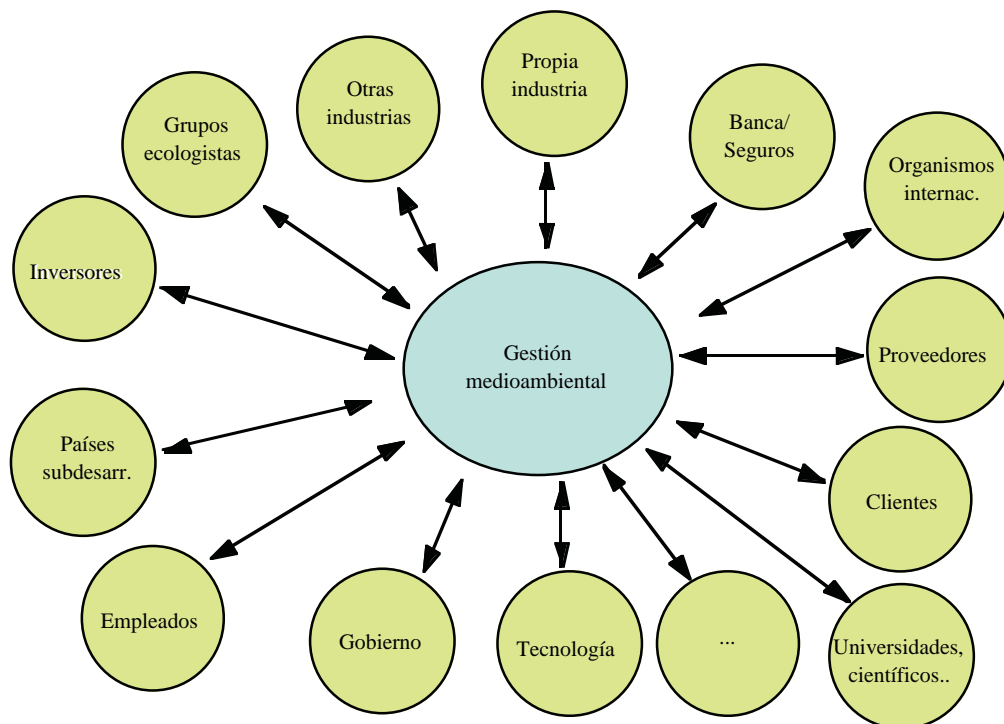 Propia
industria
Otras
industrias
Grupos
ecologistas
Banca/
Seguros
Organismos
internac.
Inversores
Gestión
medioambiental
Proveedores
Países
subdesarr.
Clientes
Empleados
Gobierno
Tecnología
...
Universidades,
científicos..